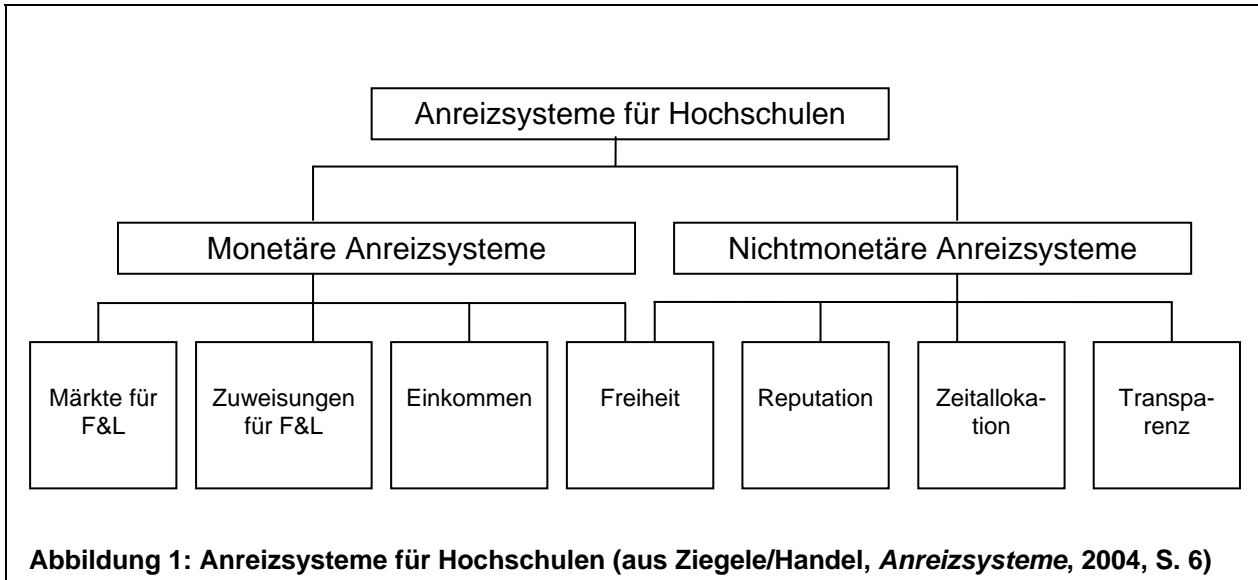 Anreizsysteme für Hochschulen
Monetäre Anreizsysteme
Nichtmonetäre Anreizsysteme
Märkte für
F&L
Zuweisungen
für F&L
Einkommen
Freiheit
Reputation
Zeitalloka-
tion
Transpa-
renz
Abbildung 1: Anreizsysteme für Hochschulen (aus Ziegele/Handel, Anreizsysteme, 2004, S. 6)